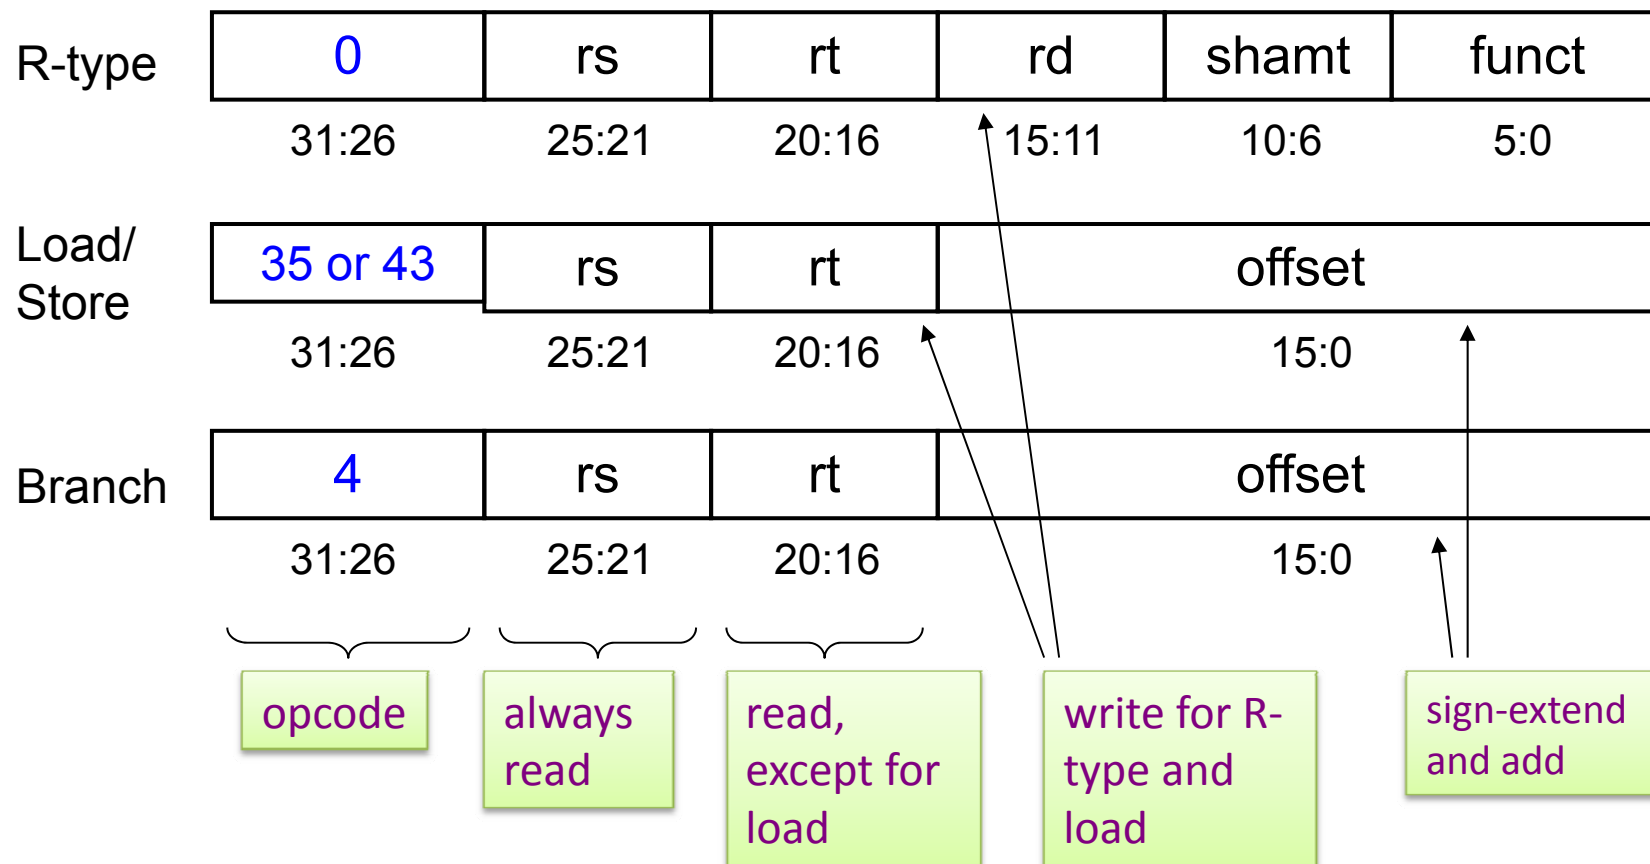 R-type 0 rs rt rd shamt funct
31:26 25:21 20:16 15:11 10:6 5:0
Load/
Store
35 or 43 rs rt offset
31:26 25:21 20:16 15:0
Branch 4 rs rt offset
31:26 25:21 20:16 15:0
opcode
always
read
read,
except for
load
write for R-
type and
load
sign-extend
and add